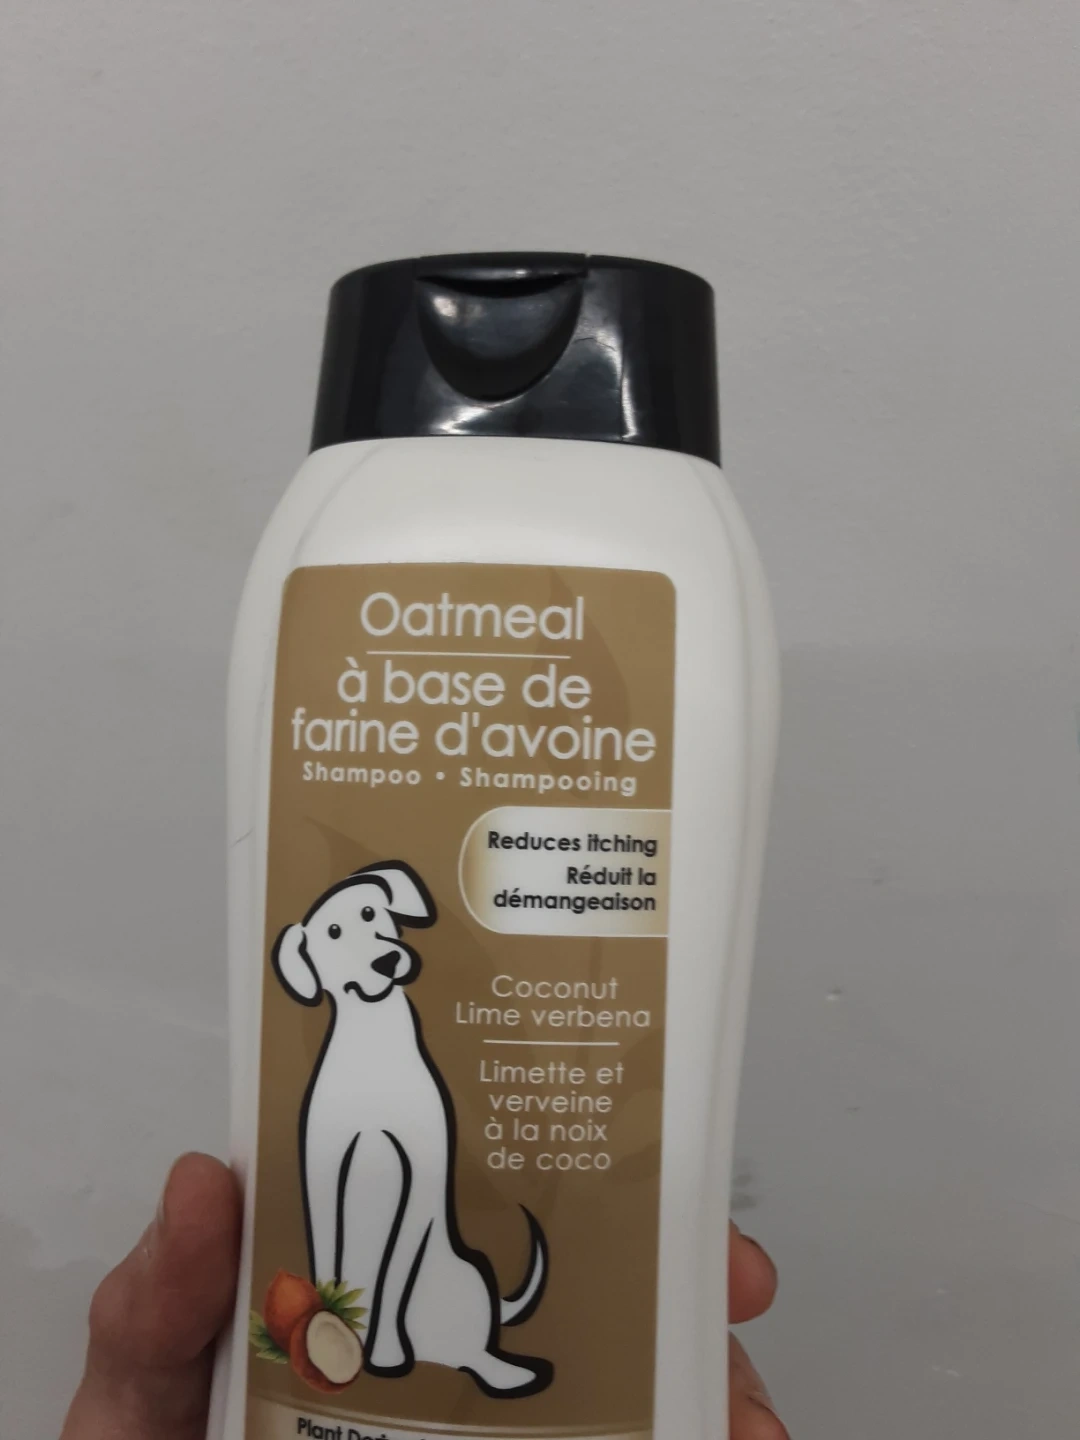 Oatmeal
à base de
farine d'avoine
Shampoo • Shampooing
Reduces itching
Réduit la
démangeaison
Coconut
Lime verbena
Limette et
verveine
à la noix
de coco
Plant